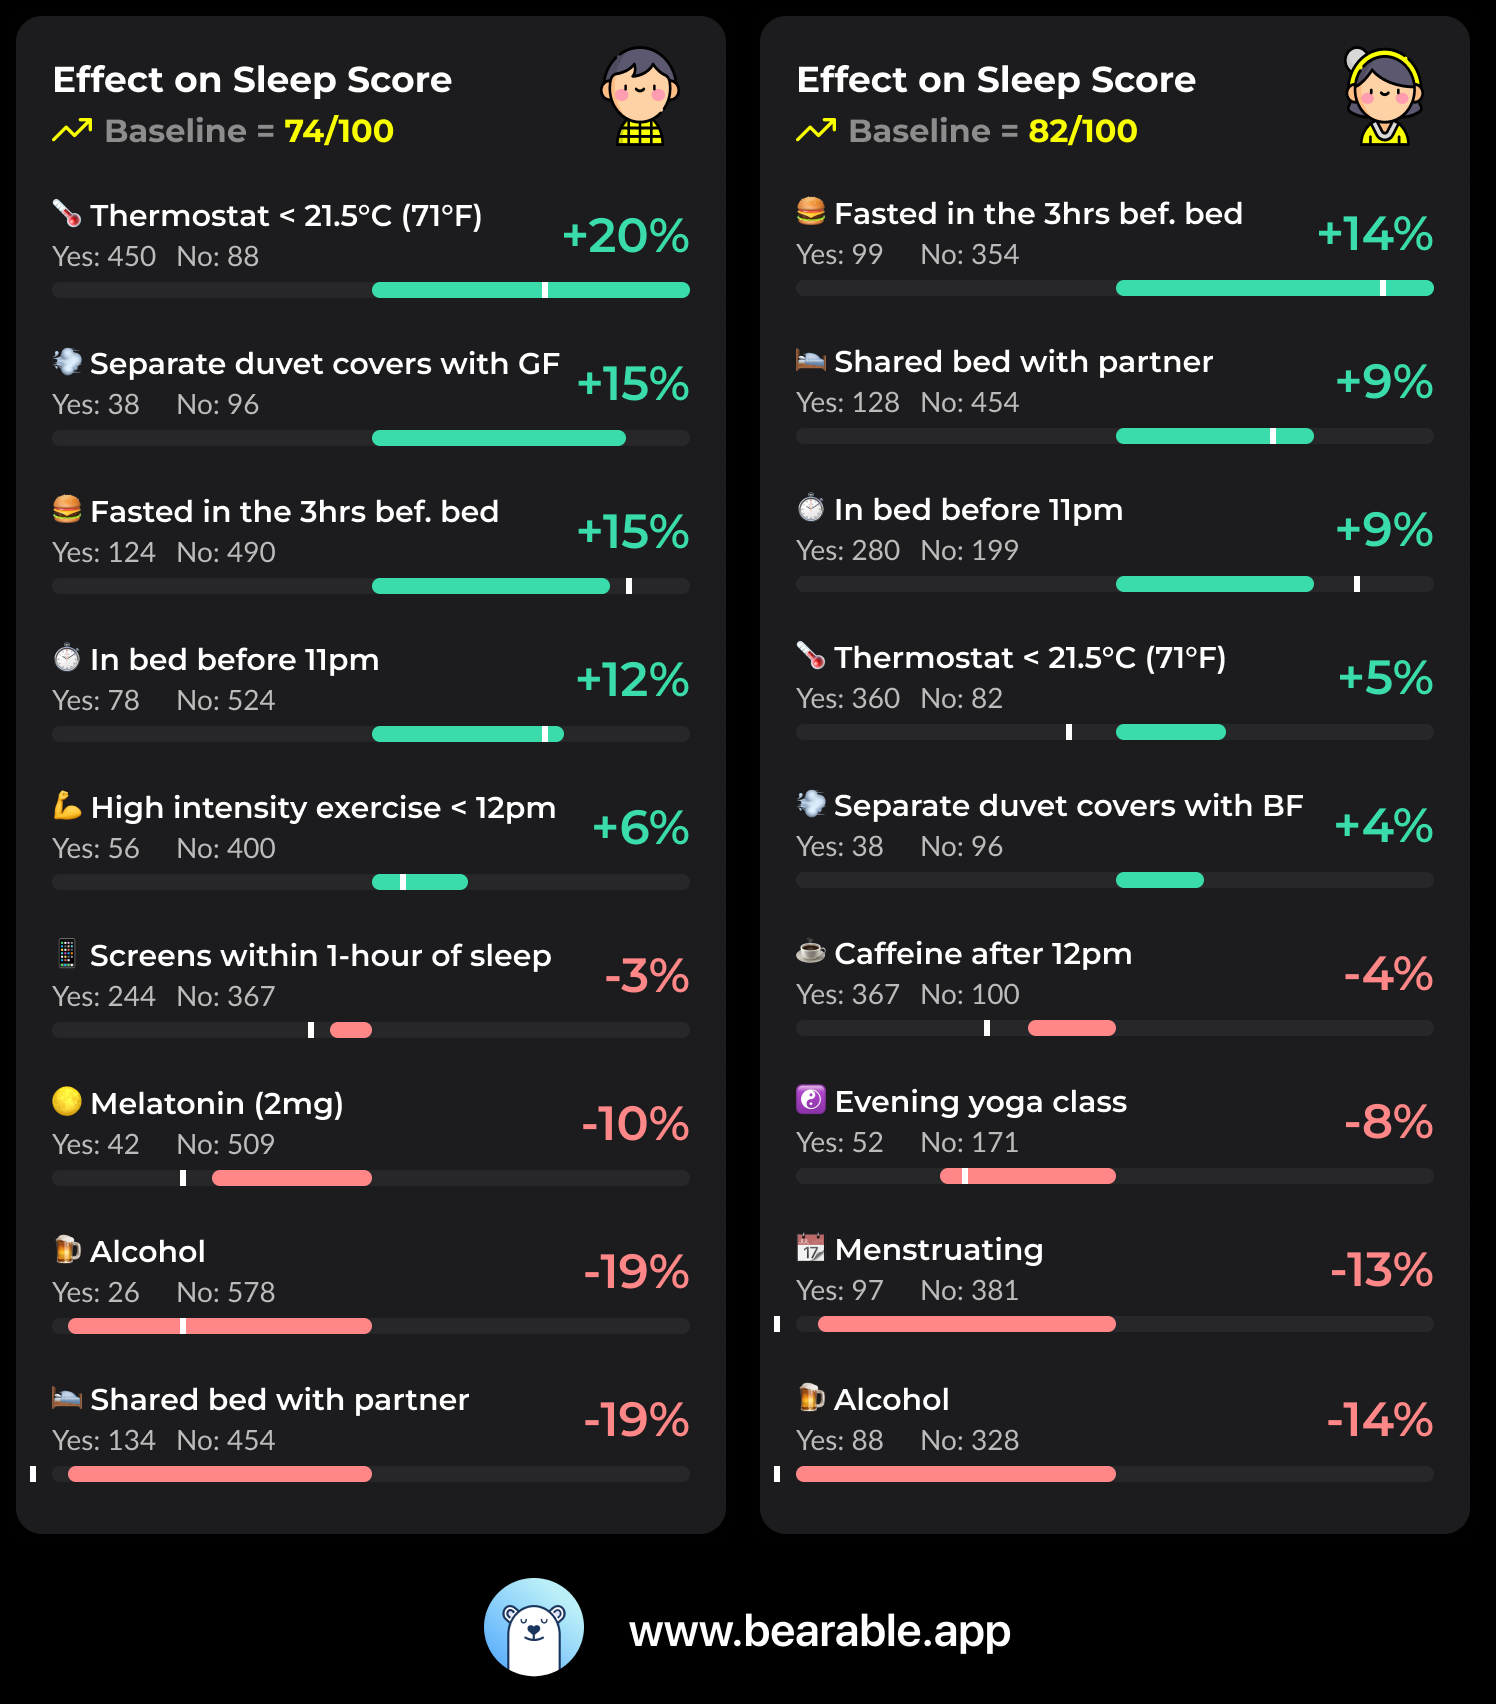 Effect on Sleep Score
Baseline = 74/100
Thermostat < 21.5°C (71°F)
Yes: 450 No: 88
+20%
Separate duvet covers with GF
Yes: 38 No: 96
+15%
Fasted in the 3hrs bef. bed
Yes: 124 No: 490
+15%
In bed before 11pm
Yes: 78 No: 524
+12%
High intensity exercise < 12pm
Yes: 56 No: 400
+6%
Screens within 1-hour of sleep
Yes: 244 No: 367
-3%
Melatonin (2mg)
Yes: 42 No: 509
-10%
Alcohol
Yes: 26 No: 578
-19%
Shared bed with partner
Yes: 134 No: 454
-19%
Effect on Sleep Score
Baseline = 82/100
Fasted in the 3hrs bef. bed
Yes: 99 No: 354
+14%
Shared bed with partner
Yes: 128 No: 454
+9%
In bed before 11pm
Yes: 280 No: 199
+9%
Thermostat < 21.5°C (71°F)
Yes: 360 No: 82
+5%
Separate duvet covers with BF
Yes: 38 No: 96
+4%
Caffeine after 12pm
Yes: 367 No: 100
-4%
Evening yoga class
Yes: 52 No: 171
-8%
Menstruating
Yes: 97 No: 381
-13%
Alcohol
Yes: 88 No: 328
-14%
www.bearable.app